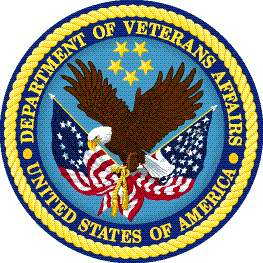 DEPARTMENT OF VETERANS AFFAIRS
UNITED STATES OF AMERICA